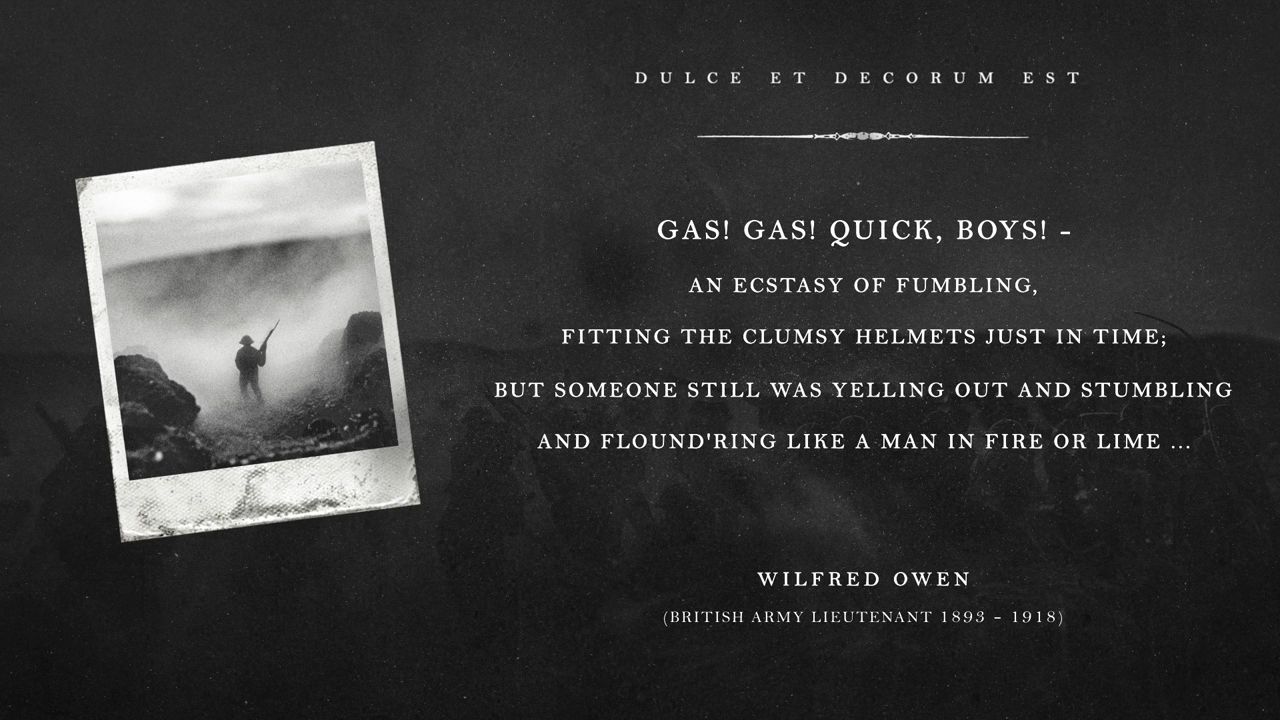 DULCE ET DECORUM EST
GAS! GAS! QUICK, BOYS! -
AN ECSTASY OF FUMBLING,
FITTING THE CLUMSY HELMETS JUST IN TIME;
BUT SOMEONE STILL WAS YELLING OUT AND STUMBLING
AND FLOUND'RING LIKE A MAN IN FIRE OR LIME ...
WILFRED OWEN
(BRITISH ARMY LIEUTENANT 1893 - 1918)